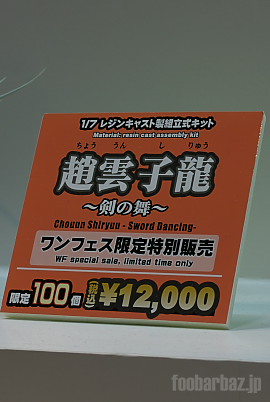 1/7 レジンキャスト製組立式キット
Material: resin cast assembly kit
ちょう うん し りゅう
趙雲子龍
～剣の舞～
Chouun Shiryuu - Sword Dancing-
ワンフェス限定特別販売
WF special sale, limited time only
限定100個 (税込) ¥12,000
foobarbaz.jp